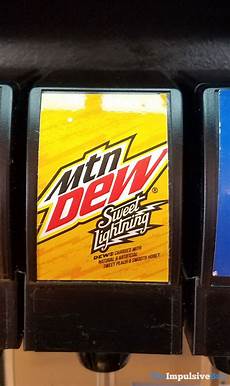 mtn
DEW®
Sweet
Lightning
DEW® CHARGED WITH
NATURAL & ARTIFICIAL
SWEET PEACH & SMOOTH HONEY
TheImpulsiveBuy